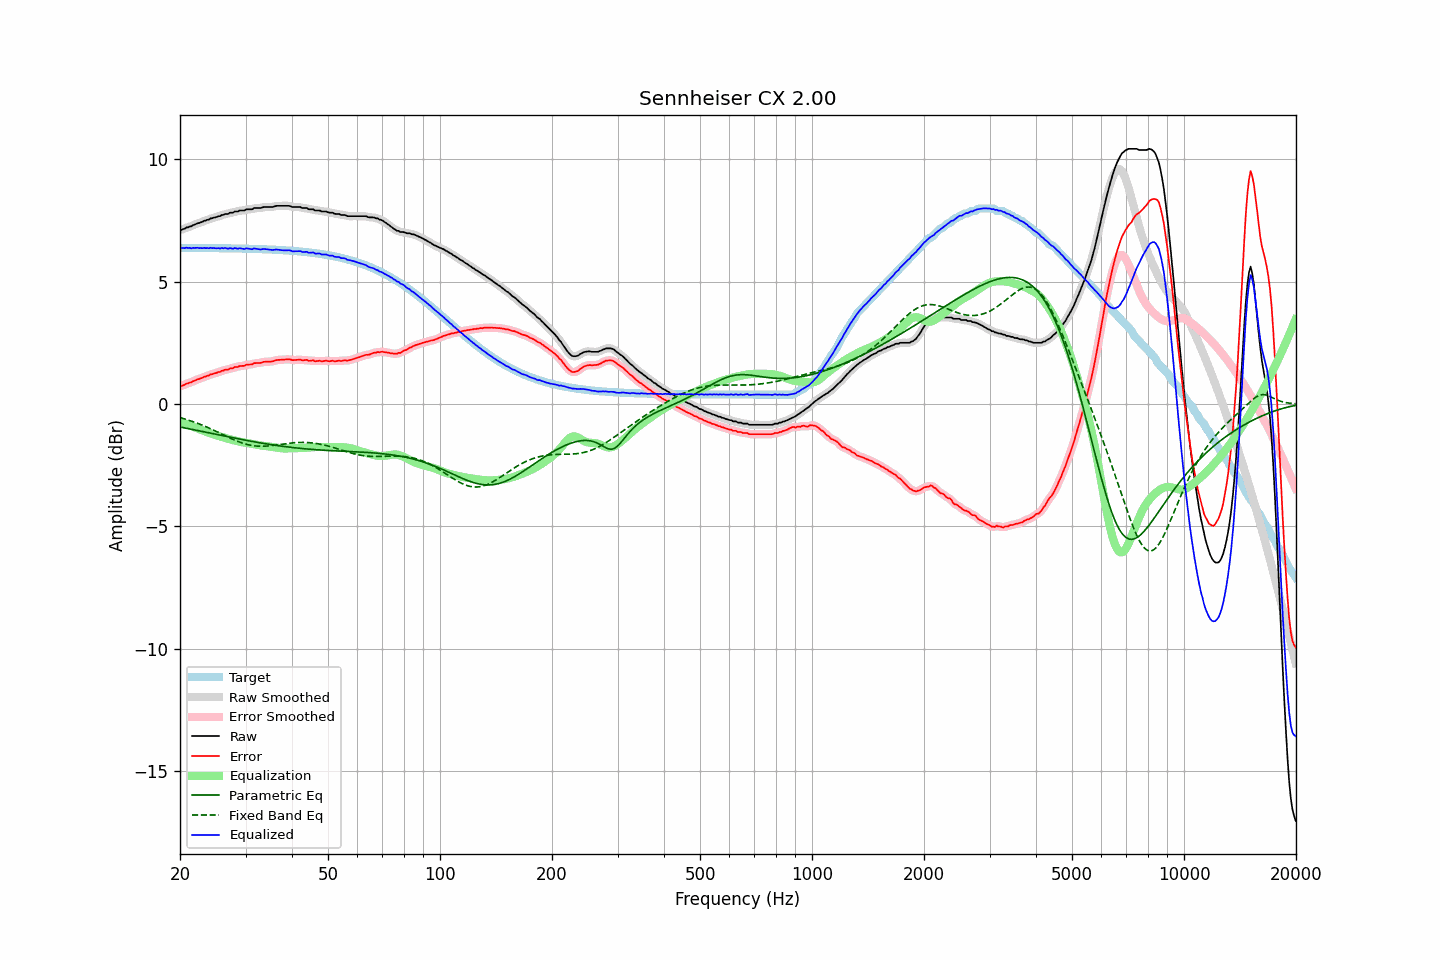 Sennheiser CX 2.00
Amplitude (dBr)
10
5
0
−5
−10
−15
Target
Raw Smoothed
Error Smoothed
Raw
Error
Equalization
Parametric Eq
Fixed Band Eq
Equalized
20 50 100 200 500 1000 2000 5000 10000 20000
Frequency (Hz)